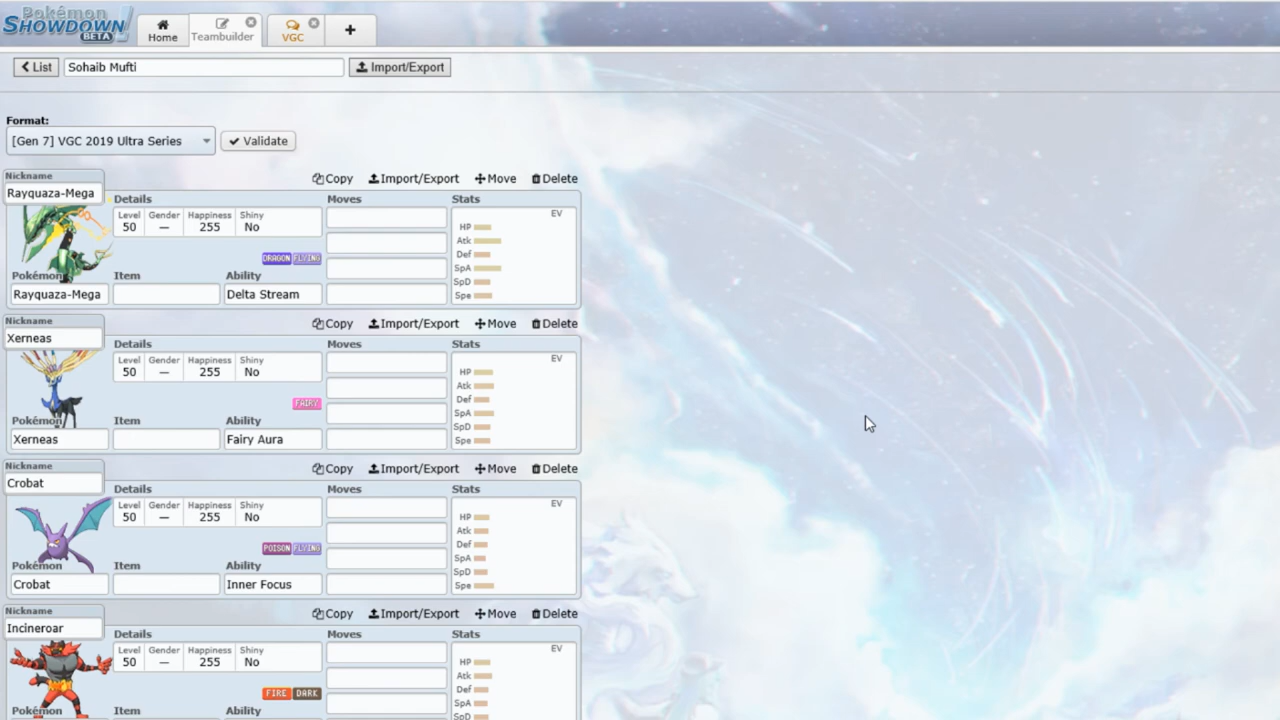 Pokémon
SHOWDOWN!
BETA
Home
Teambuilder
VGC
+
List
Sohaib Mufti
Import/Export
Format:
[Gen 7] VGC 2019 Ultra Series
Validate
Nickname
Rayquaza-Mega
Copy Import/Export Move Delete
Details Moves Stats
Level Gender Happiness Shiny
50 — 255 No
EV
HP
Atk
Def
SpA
SpD
Spe
DRAGON FLYING
Pokémon Item Ability
Rayquaza-Mega Delta Stream
Nickname
Xerneas
Copy Import/Export Move Delete
Details Moves Stats
Level Gender Happiness Shiny
50 — 255 No
EV
HP
Atk
Def
SpA
SpD
Spe
FAIRY
Pokémon Item Ability
Xerneas Fairy Aura
Nickname
Crobat
Copy Import/Export Move Delete
Details Moves Stats
Level Gender Happiness Shiny
50 — 255 No
EV
HP
Atk
Def
SpA
SpD
Spe
POISON FLYING
Pokémon Item Ability
Crobat Inner Focus
Nickname
Incineroar
Copy Import/Export Move Delete
Details Moves Stats
Level Gender Happiness Shiny
50 — 255 No
EV
HP
Atk
Def
SpA
SpD
FIRE DARK
Pokémon Item Ability